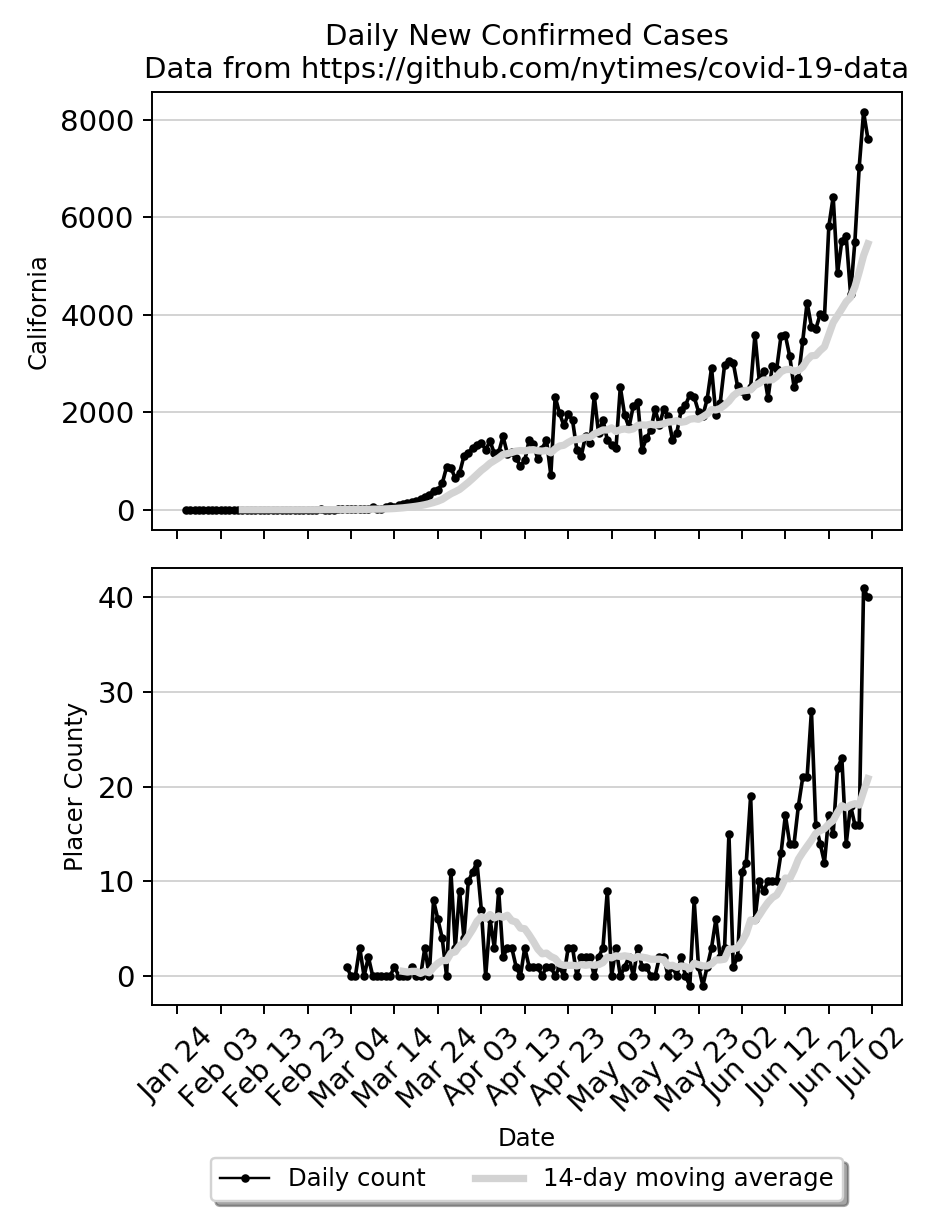 Daily New Confirmed Cases
Data from https://github.com/nytimes/covid-19-data
8000
6000
4000
2000
0
California
40
30
20
10
0
Placer County
Jan 24
Feb 03
Feb 13
Feb 23
Mar 04
Mar 14
Mar 24
Apr 03
Apr 13
Apr 23
May 03
May 13
May 23
Jun 02
Jun 12
Jun 22
Jul 02
Date
Daily count
14-day moving average